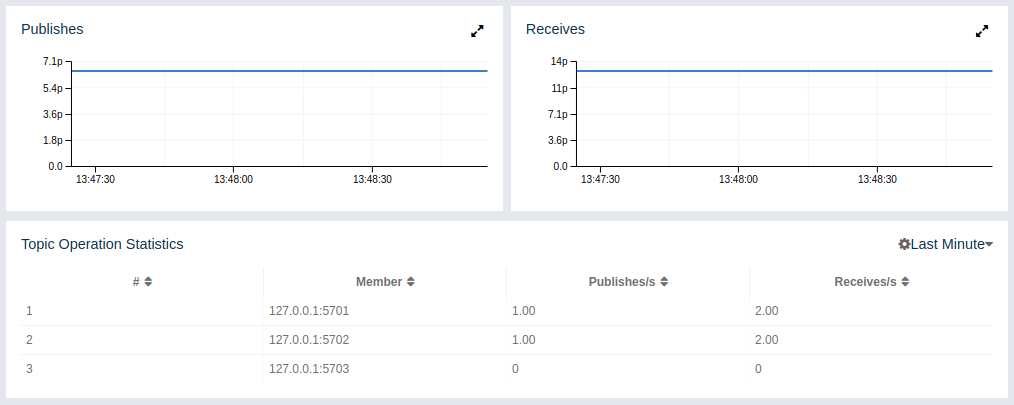 Publishes
7.1p
5.4p
3.6p
1.8p
0.0
13:47:30 13:48:00 13:48:30
Receives
14p
11p
7.1p
3.6p
0.0
13:47:30 13:48:00 13:48:30
Topic Operation Statistics Last Minute
# Member Publishes/s Receives/s
1 127.0.0.1:5701 1.00 2.00
2 127.0.0.1:5702 1.00 2.00
3 127.0.0.1:5703 0 0